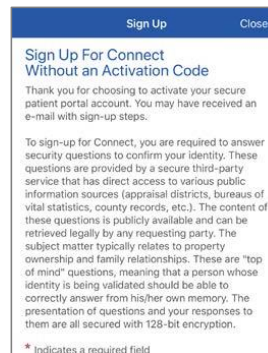 Sign Up
Close
Sign Up For Connect
Without an Activation Code
Thank you for choosing to activate your secure
patient portal account. You may have received an
e-mail with sign-up steps.
To sign-up for Connect, you are required to answer
security questions to confirm your identity. These
questions are provided by a secure third-party
service that has direct access to various public
information sources (appraisal districts, bureaus of
vital statistics, county records, etc.). The content of
these questions is publicly available and can be
retrieved legally by any requesting party. The
subject matter typically relates to property
ownership and family relationships. These are "top
of mind" questions, meaning that a person whose
identity is being validated should be able to
correctly answer from his/her own memory. The
presentation of questions and your responses to
them are all secured with 128-bit encryption.
* Indicates a required field